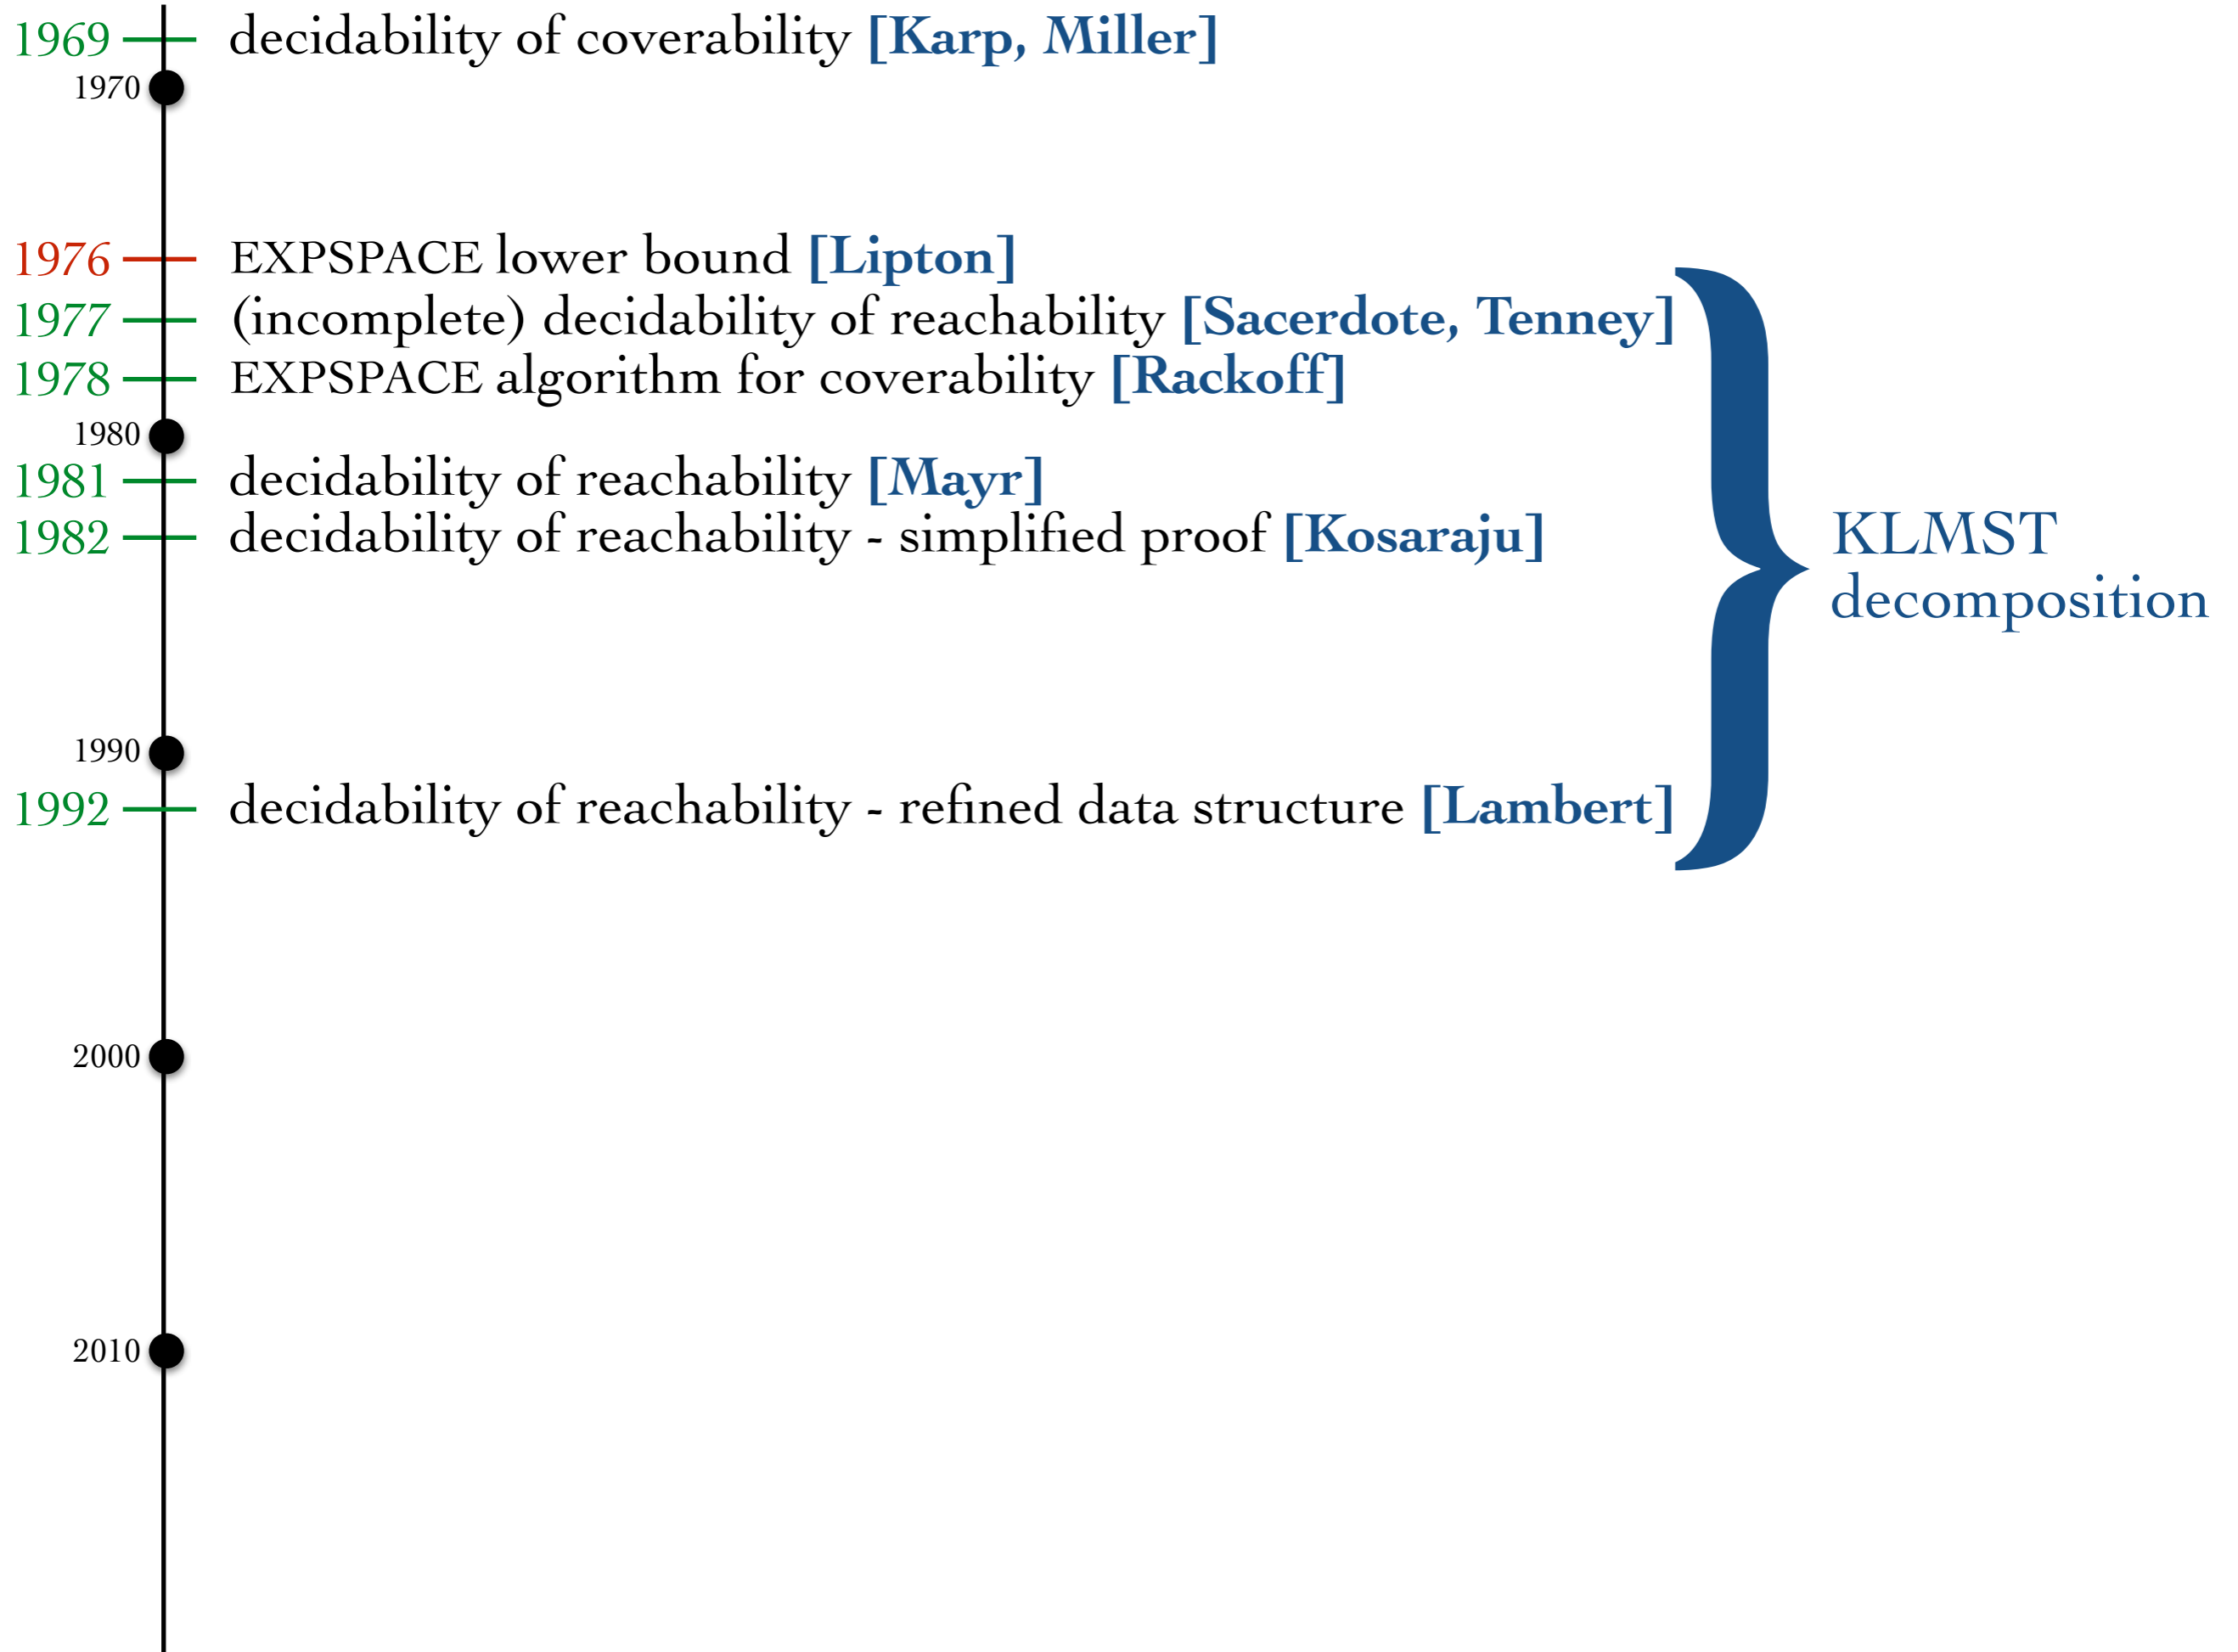 1969 decidability of coverability [Karp, Miller]
1970
1976 EXPSPACE lower bound [Lipton]
1977 (incomplete) decidability of reachability [Sacerdote, Tenney]
1978 EXPSPACE algorithm for coverability [Rackoff]
1980
1981 decidability of reachability [Mayr]
1982 decidability of reachability - simplified proof [Kosaraju]
KLMST
decomposition
1990
1992 decidability of reachability - refined data structure [Lambert]
2000
2010